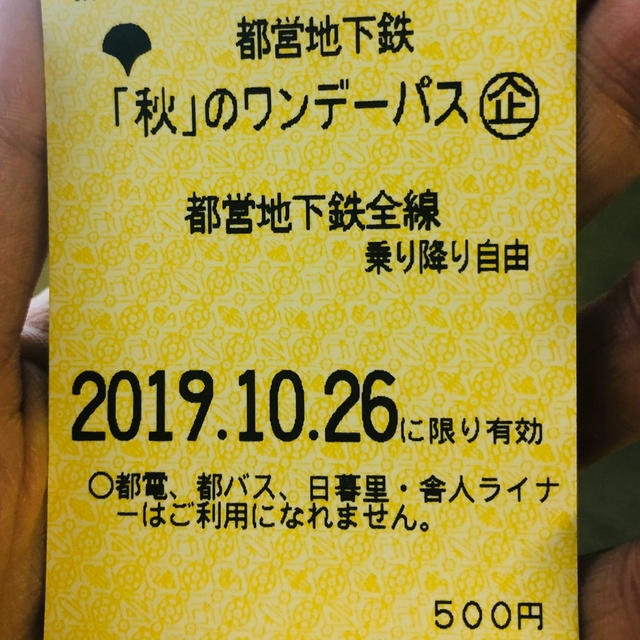 都営地下鉄
「秋」のワンデーパス ㊭
都営地下鉄全線
乗り降り自由
2019.10.26に限り有効
○都電、都バス、日暮里・舎人ライナ
ーはご利用になれません。
500円